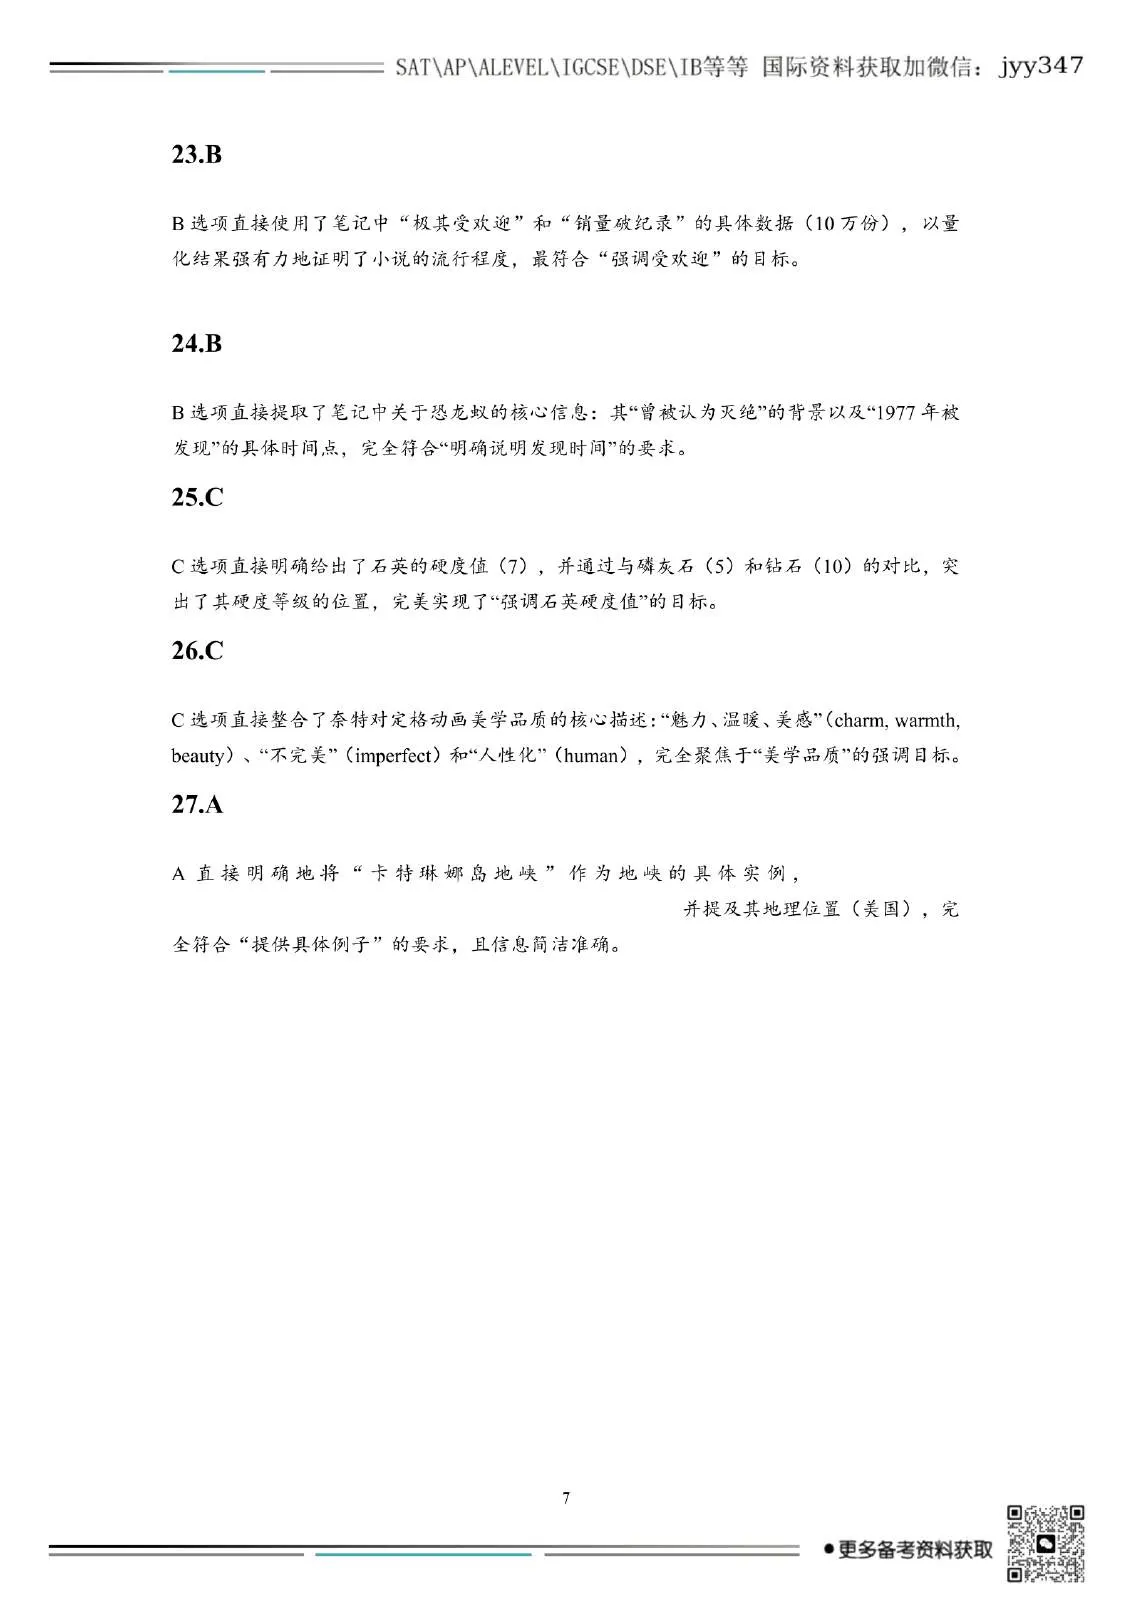 SAT\AP\ALEVEL\IGCSE\DSE\IB等等 国际资料获取加微信：jyy347
23.B
B 选项直接使用了笔记中“极其受欢迎”和“销量破纪录”的具体数据（10 万份），以量
化结果强有力地证明了小说的流行程度，最符合“强调受欢迎”的目标。
24.B
B 选项直接提取了笔记中关于恐龙蚁的核心信息：其“曾被认为灭绝”的背景以及“1977 年被
发现”的具体时间点，完全符合“明确说明发现时间”的要求。
25.C
C 选项直接明确给出了石英的硬度值（7），并通过与磷灰石（5）和钻石（10）的对比，突
出了其硬度等级的位置，完美实现了“强调石英硬度值”的目标。
26.C
C 选项直接整合了奈特对定格动画美学品质的核心描述：“魅力、温暖、美感”（charm, warmth,
beauty）、“不完美”（imperfect）和“人性化”（human），完全聚焦于“美学品质”的强调目标。
27.A
A 直接明确地将“卡特琳娜岛地峡”作为地峡的具体实例，
并提及其地理位置（美国），完
全符合“提供具体例子”的要求，且信息简洁准确。
7
●更多备考资料获取